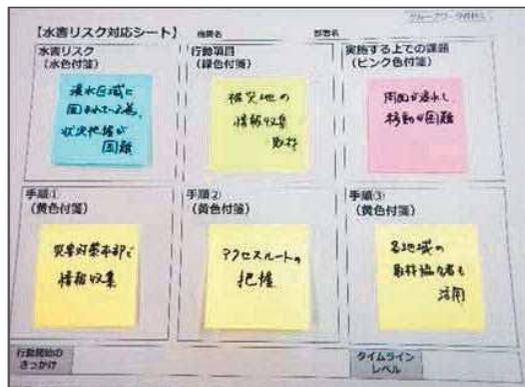 グループワーク資料
【水害リスク対応シート】 機関名 部署名
水害リスク
(水色付箋)
浸水区域に
囲まれている為、
状況把握が
困難
行動項目
(緑色付箋)
被災地の
情報収集
取材
実施する上での課題
(ピンク色付箋)
周囲が浸水し
移動が困難
手順①
(黄色付箋)
災害対策本部で
情報収集
手順②
(黄色付箋)
アクセスルートの
把握
手順③
(黄色付箋)
各地域の
取材協力者も
活用
行動開始の
きっかけ
タイムライン
レベル